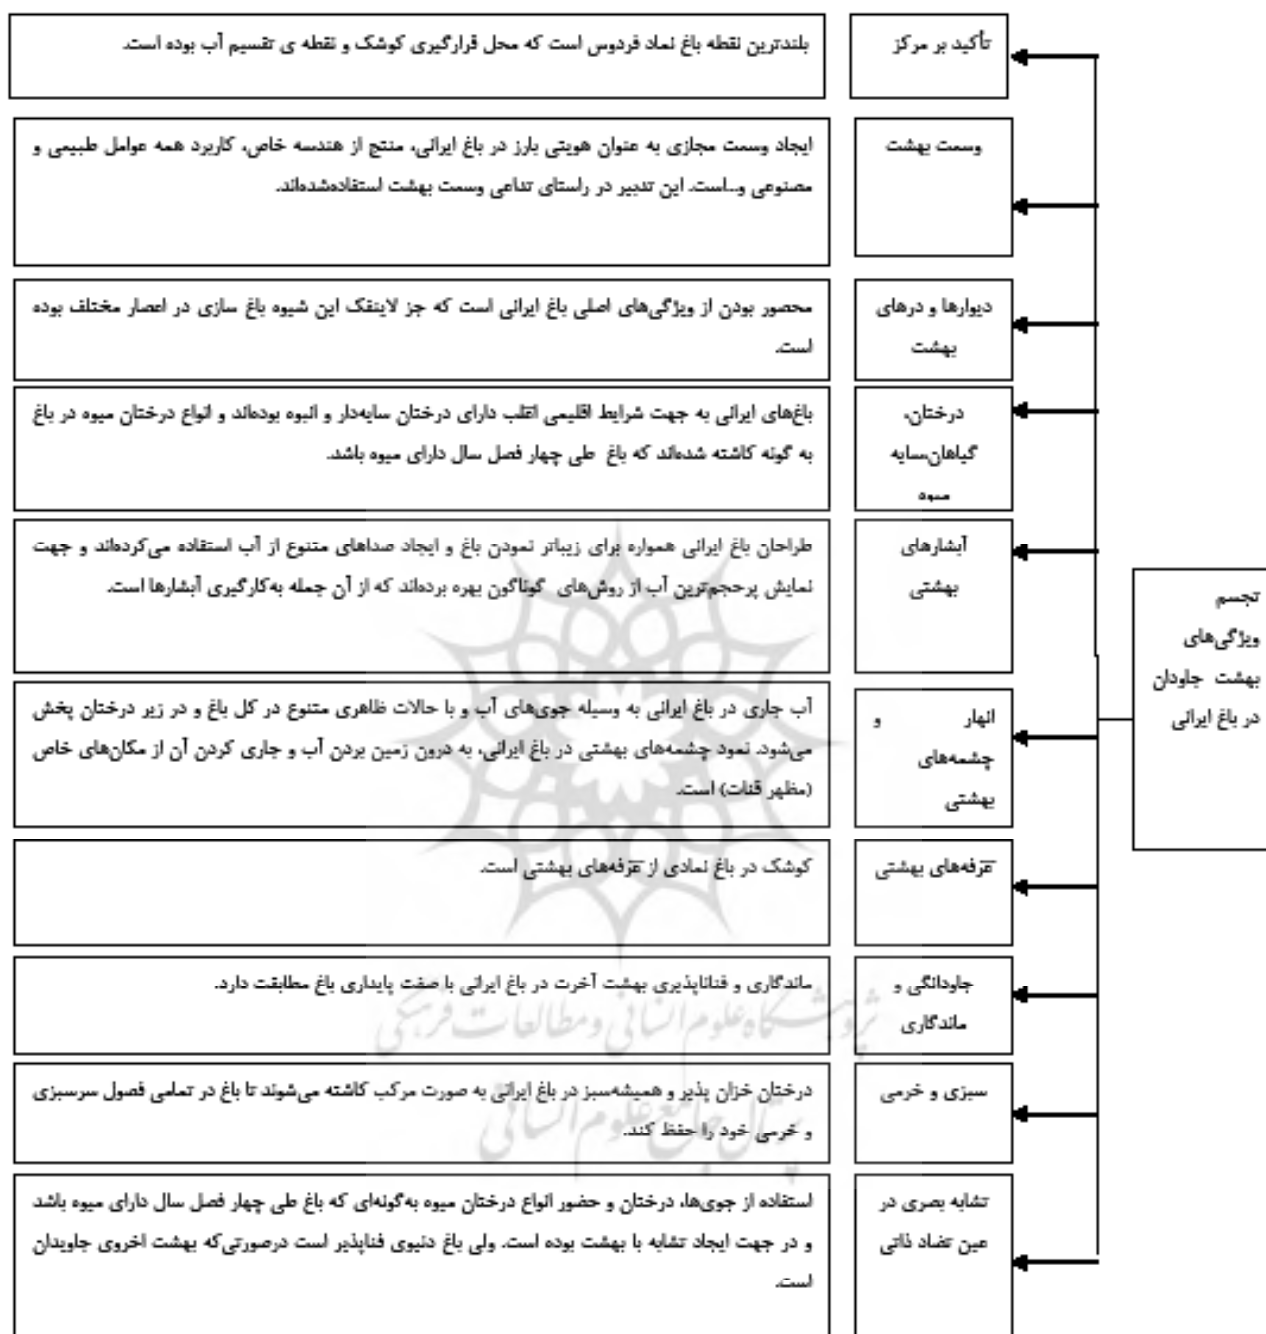 تجسم
ویژگی‌های
بهشت جاودان
در باغ ایرانی
تأکید بر مرکز
بلندترین نقطه باغ نماد فردوس است که محل قرارگیری کوشک و نقطه ی تقسیم آب بوده است.
وسعت بهشت
ایجاد وسعت مجازی به عنوان هویتی بارز در باغ ایرانی، منتج از هندسه خاص، کاربرد همه عوامل طبیعی و
مصنوعی و...است. این تدبیر در راستای تداعی وسعت بهشت استفاده‌شده‌اند.
دیوارها و درهای
بهشت
محصور بودن از ویژگی‌های اصلی باغ ایرانی است که جز لاینفک این شیوه باغ سازی در اعصار مختلف بوده
است.
درختان،
گیاهان،سایه
میوه
باغ‌های ایرانی به جهت شرایط اقلیمی اغلب دارای درختان سایه‌دار و انبوه بوده‌اند و انواع درختان میوه در باغ
به گونه کاشته شده‌اند که باغ طی چهار فصل سال دارای میوه باشد.
آبشارهای
بهشتی
طراحان باغ ایرانی همواره برای زیباتر نمودن باغ و ایجاد صداهای متنوع از آب استفاده می‌کرده‌اند و جهت
نمایش پرحجم‌ترین آب از روش‌های گوناگون بهره برده‌اند که از آن جمله به‌کارگیری آبشارها است.
انهار و
چشمه‌های
بهشتی
آب جاری در باغ ایرانی به وسیله جوی‌های آب و با حالات ظاهری متنوع در کل باغ و در زیر درختان پخش
می‌شود. نمود چشمه‌های بهشتی در باغ ایرانی، به درون زمین بردن آب و جاری کردن آن از مکان‌های خاص
(مظهر قنات) است.
غرفه‌های بهشتی
کوشک در باغ نمادی از غرفه‌های بهشتی است.
جاودانگی و
ماندگاری
ماندگاری و فناناپذیری بهشت آخرت در باغ ایرانی با صفت پایداری باغ مطابقت دارد.
سبزی و خرمی
درختان خزان پذیر و همیشه‌سبز در باغ ایرانی به صورت مرکب کاشته می‌شوند تا باغ در تمامی فصول سرسبزی
و خرمی خود را حفظ کند.
تشابه بصری در
عین تضاد ذاتی
استفاده از جوی‌ها، درختان و حضور انواع درختان میوه به‌گونه‌ای که باغ طی چهار فصل سال دارای میوه باشد
و در جهت ایجاد تشابه با بهشت بوده است. ولی باغ دنیوی فناپذیر است درصورتی‌که بهشت اخروی جاویدان
است.
پژوهشگاه علوم انسانی و مطالعات فرهنگی
پرتال جامع علوم انسانی